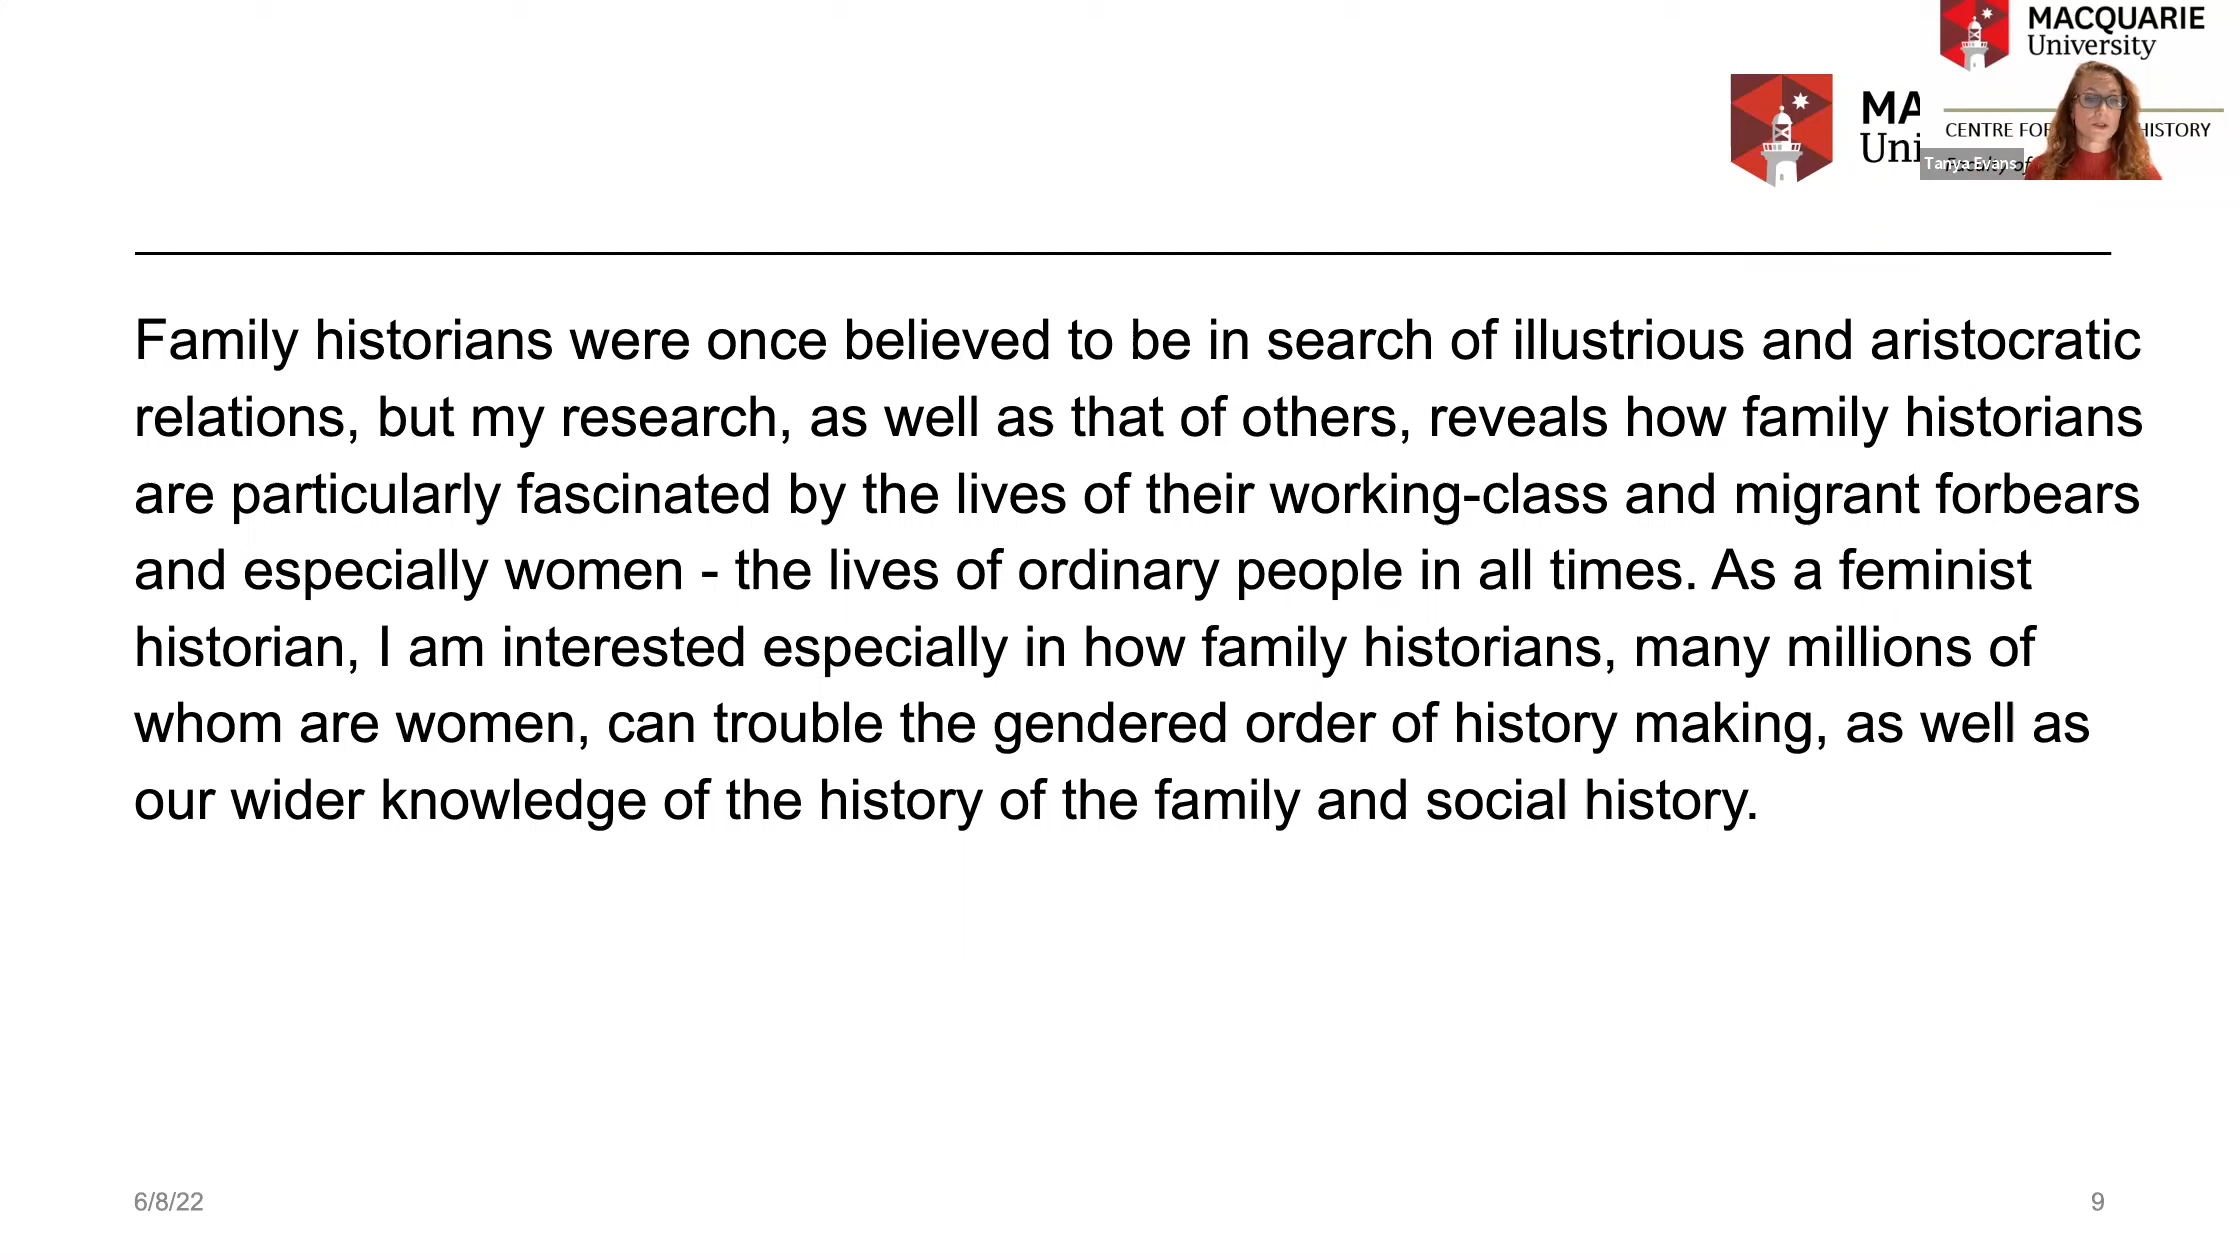 MACQUARIE
University
MA
Uni
CENTRE FOR HISTORY
Tanya Evans
Family historians were once believed to be in search of illustrious and aristocratic
relations, but my research, as well as that of others, reveals how family historians
are particularly fascinated by the lives of their working-class and migrant forbears
and especially women - the lives of ordinary people in all times. As a feminist
historian, I am interested especially in how family historians, many millions of
whom are women, can trouble the gendered order of history making, as well as
our wider knowledge of the history of the family and social history.
6/8/22
9